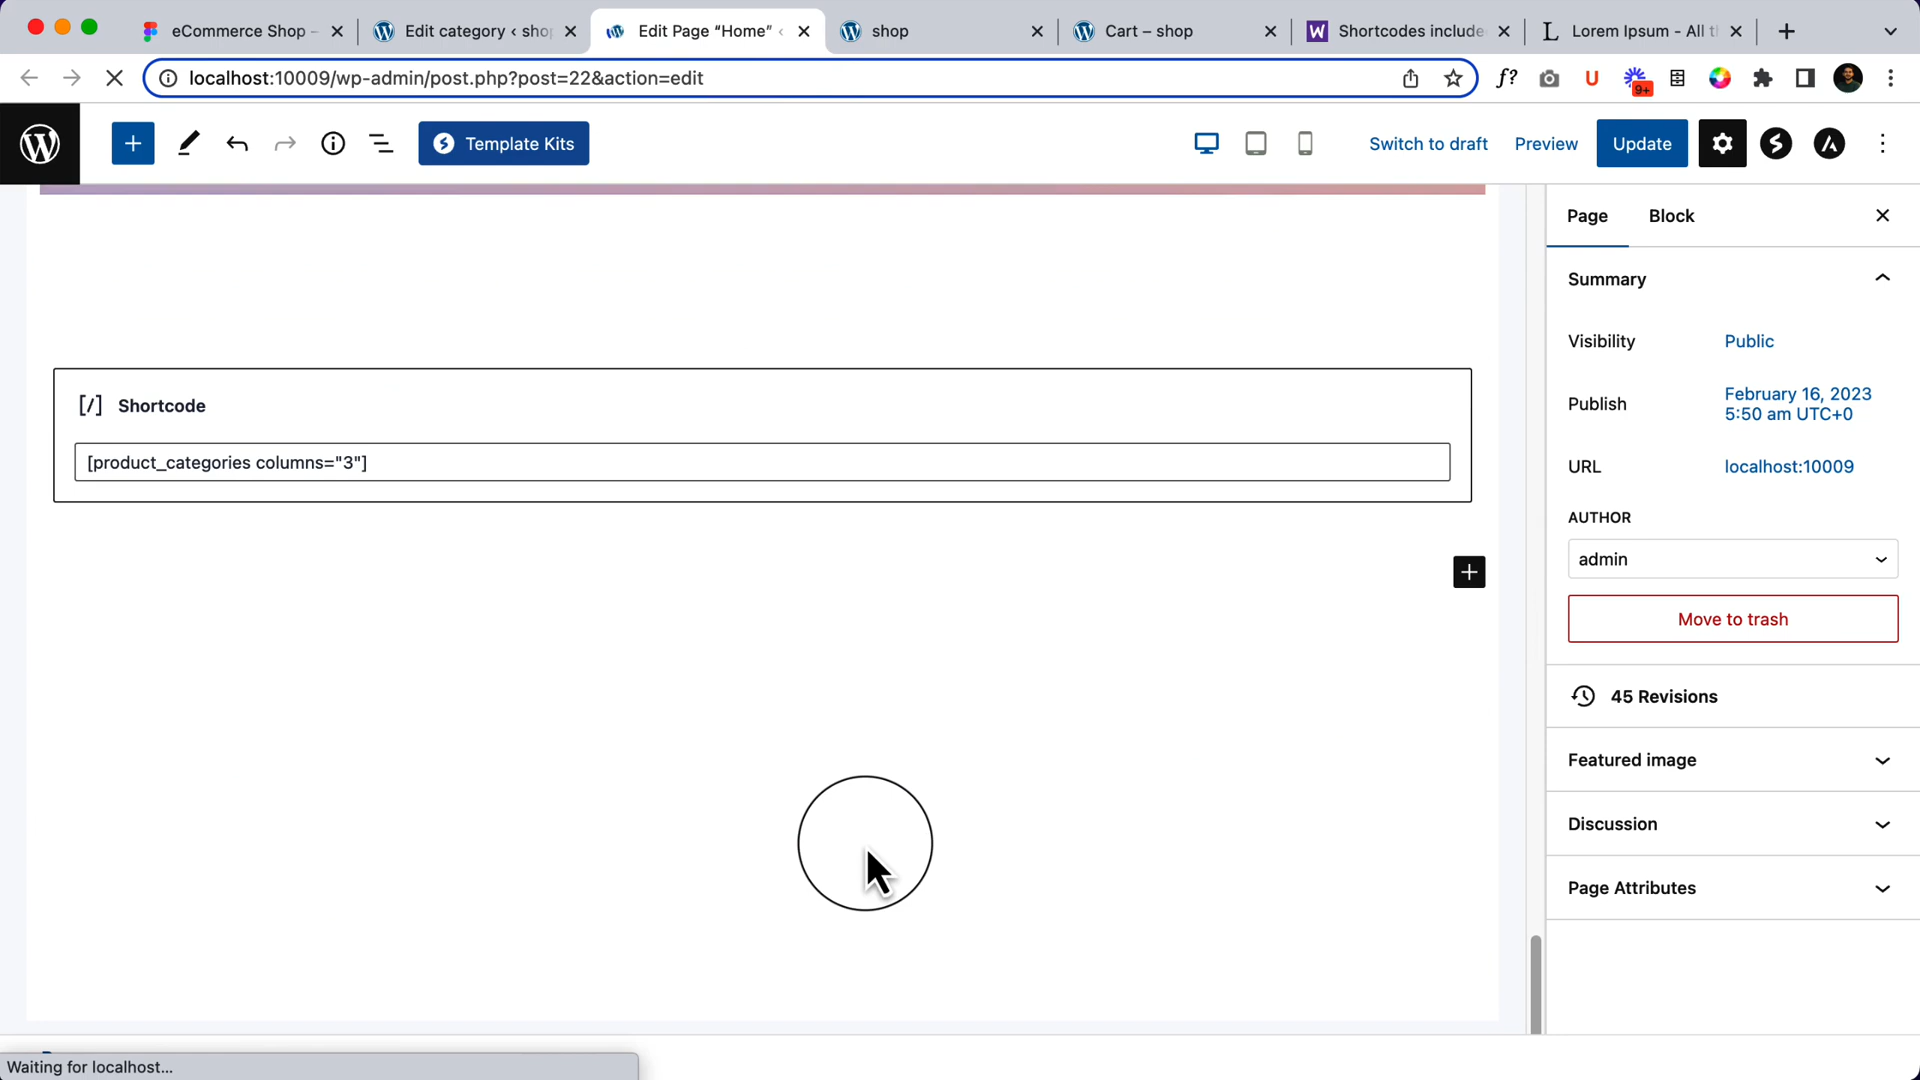 eCommerce Shop -
Edit category ‹ shop
Edit Page “Home” ‹
shop
Cart – shop
Shortcodes include
Lorem Ipsum - All t
localhost:10009/wp-admin/post.php?post=22&action=edit
f?
U
9+
Template Kits
Switch to draft
Preview
Update
Page
Block
Summary
Visibility
Public
Publish
February 16, 2023
5:50 am UTC+0
URL
localhost:10009
AUTHOR
admin
Move to trash
45 Revisions
Featured image
Discussion
Page Attributes
[/] Shortcode
[product_categories columns="3"]
Waiting for localhost...